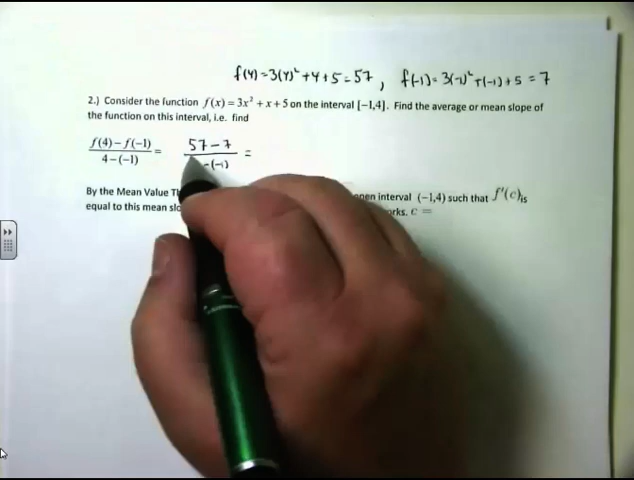 f(4)=3(4)²+4+5=57, f(-1)=3(-1)²+(-1)+5=7
2.) Consider the function f(x) = 3x² + x + 5 on the interval [−1,4]. Find the average or mean slope of
the function on this interval, i.e. find
f(4) − f(−1) / 4 − (−1) = 57 − 7 / -(-1) =
By the Mean Value open interval (−1,4) such that f'(c) is
equal to this mean c =